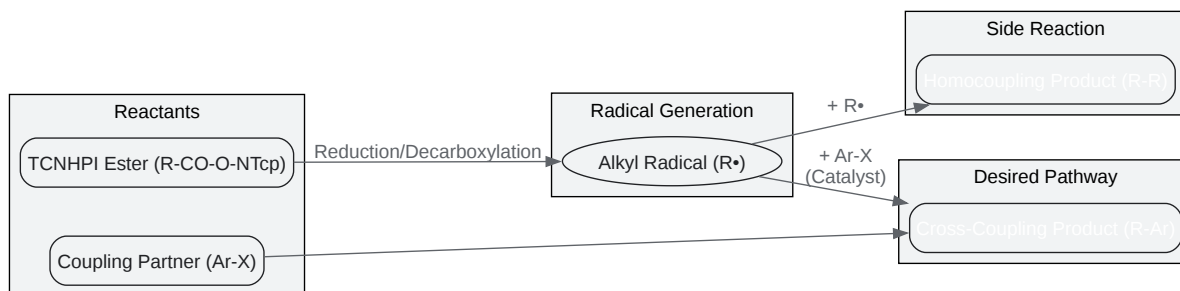 Reactants
TCNHPI Ester (R-CO-O-NTcp)
Coupling Partner (Ar-X)
Reduction/Decarboxylation
Radical Generation
Alkyl Radical (R•)
+ R•
+ Ar-X
(Catalyst)
Side Reaction
Homocoupling Product (R-R)
Desired Pathway
Cross-Coupling Product (R-Ar)